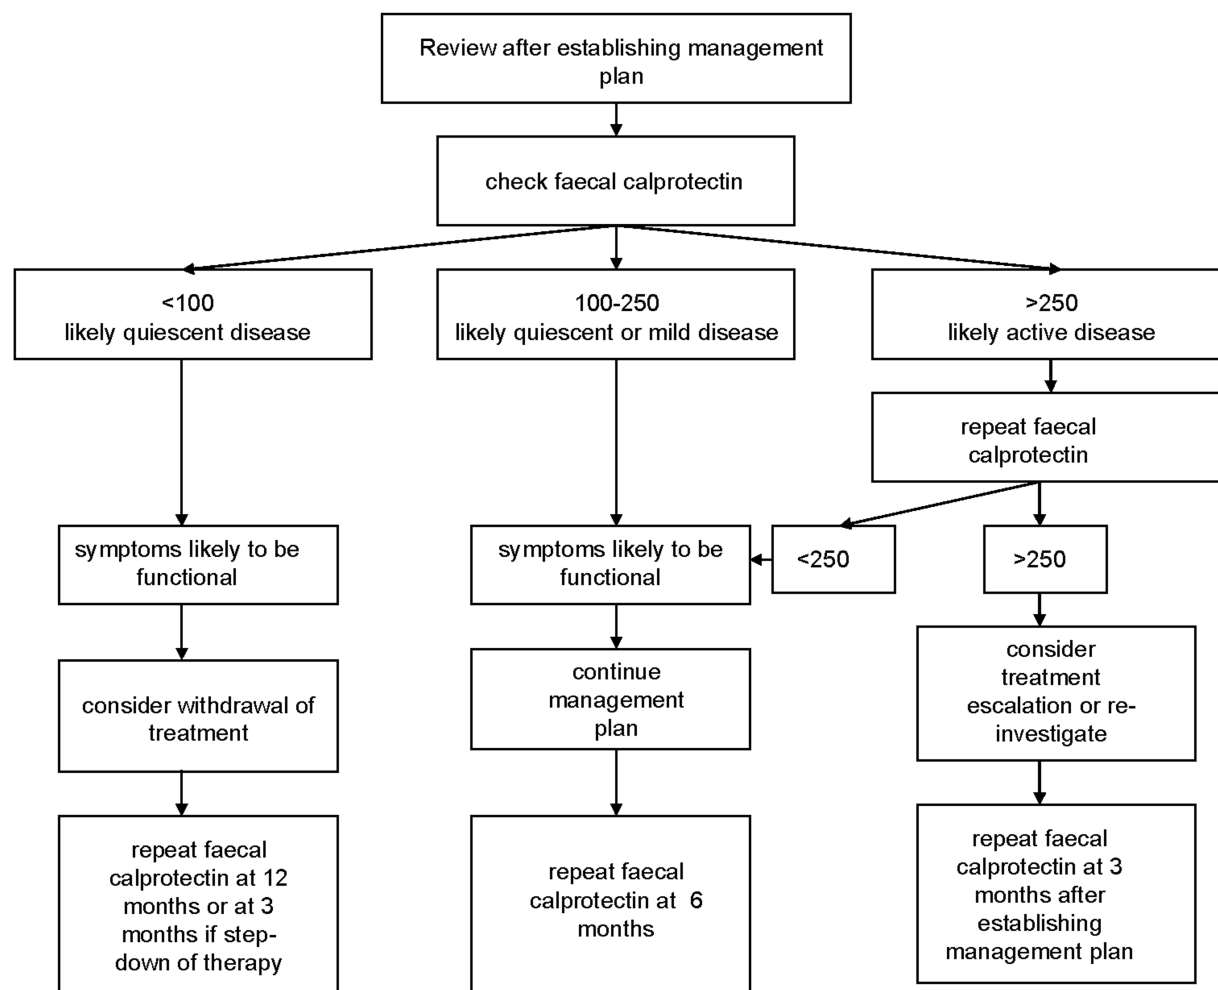 Review after establishing management
plan
check faecal calprotectin
<100
likely quiescent disease
100-250
likely quiescent or mild disease
>250
likely active disease
repeat faecal
calprotectin
symptoms likely to be
functional
symptoms likely to be
functional
<250
>250
consider withdrawal of
treatment
continue
management
plan
consider
treatment
escalation or re-
investigate
repeat faecal
calprotectin at 12
months or at 3
months if step-
down of therapy
repeat faecal
calprotectin at  6
months
repeat faecal
calprotectin at 3
months after
establishing
management plan